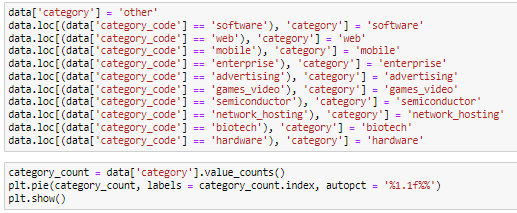 data['category'] = 'other'
data.loc[(data['category_code'] == 'software'), 'category'] = 'software'
data.loc[(data['category_code'] == 'web'), 'category'] = 'web'
data.loc[(data['category_code'] == 'mobile'), 'category'] = 'mobile'
data.loc[(data['category_code'] == 'enterprise'), 'category'] = 'enterprise'
data.loc[(data['category_code'] == 'advertising'), 'category'] = 'advertising'
data.loc[(data['category_code'] == 'games_video'), 'category'] = 'games_video'
data.loc[(data['category_code'] == 'semiconductor'), 'category'] = 'semiconductor'
data.loc[(data['category_code'] == 'network_hosting'), 'category'] = 'network_hosting'
data.loc[(data['category_code'] == 'biotech'), 'category'] = 'biotech'
data.loc[(data['category_code'] == 'hardware'), 'category'] = 'hardware'
category_count = data['category'].value_counts()
plt.pie(category_count, labels = category_count.index, autopct = '%1.1f%%')
plt.show()